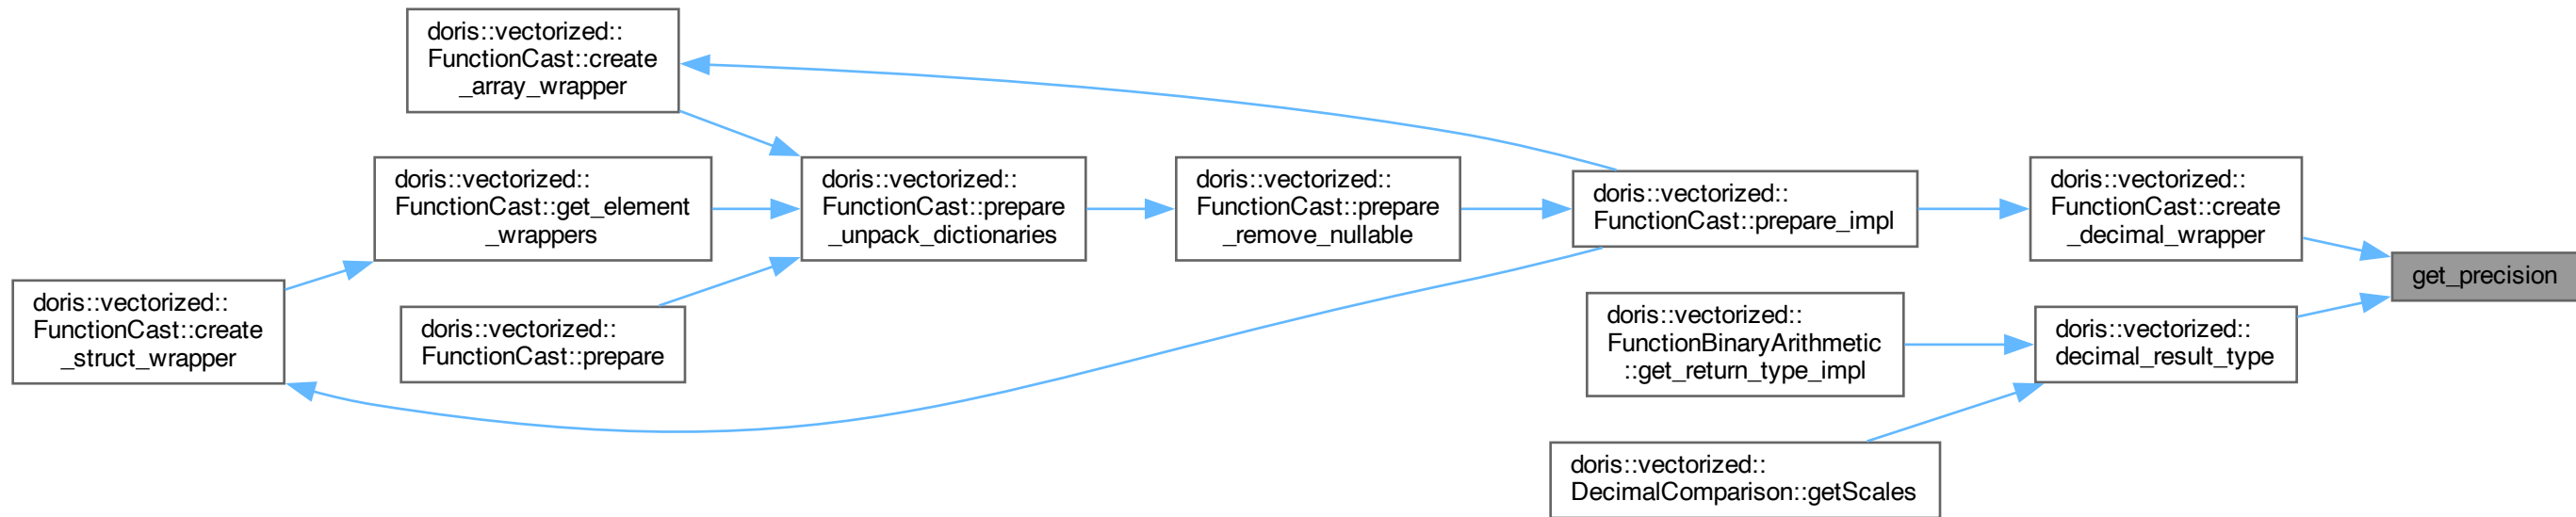 doris::vectorized::
FunctionCast::create
_array_wrapper
doris::vectorized::
FunctionCast::get_element
_wrappers
doris::vectorized::
FunctionCast::prepare
_unpack_dictionaries
doris::vectorized::
FunctionCast::prepare
_remove_nullable
doris::vectorized::
FunctionCast::prepare_impl
doris::vectorized::
FunctionCast::create
_decimal_wrapper
get_precision
doris::vectorized::
FunctionCast::create
_struct_wrapper
doris::vectorized::
FunctionCast::prepare
doris::vectorized::
FunctionBinaryArithmetic
::get_return_type_impl
doris::vectorized::
decimal_result_type
doris::vectorized::
DecimalComparison::getScales